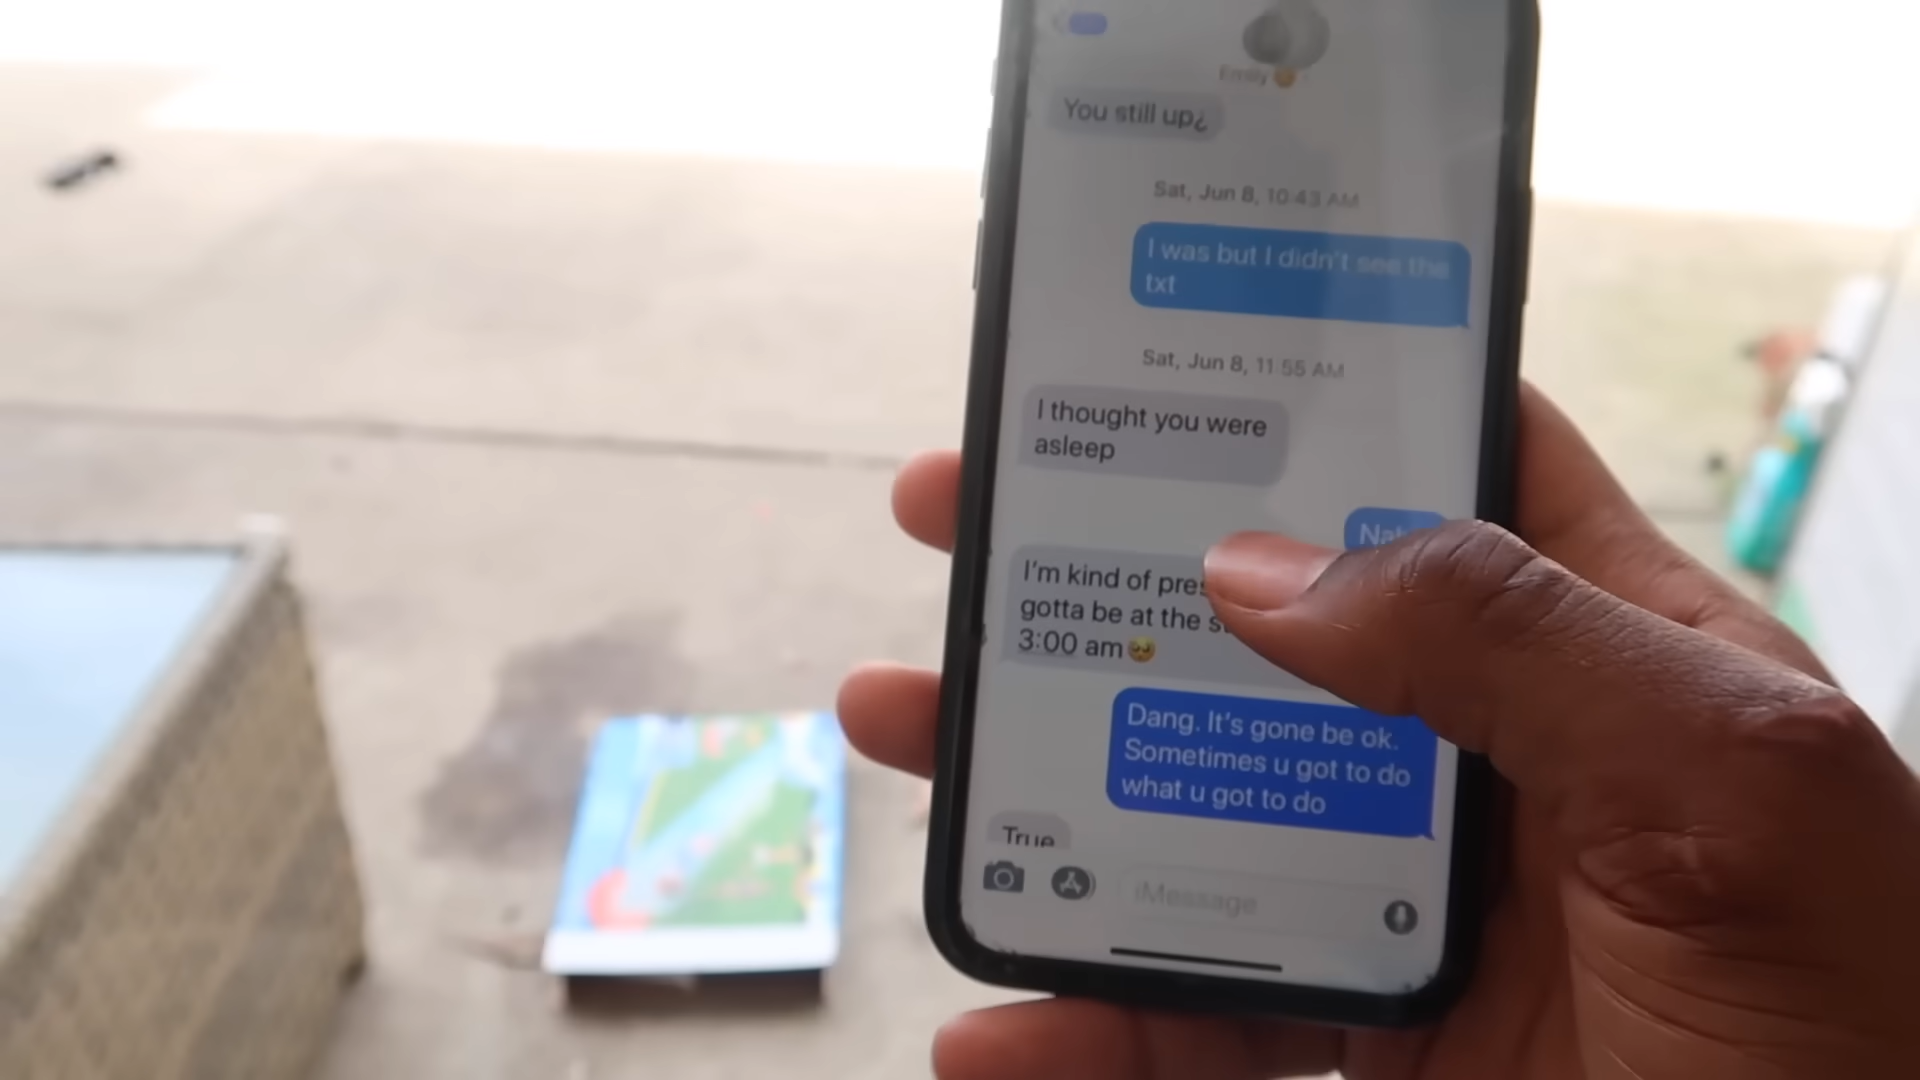 Emily
You still up¿
Sat, Jun 8, 10:43 AM
I was but I didn't see the
txt
Sat, Jun 8, 11:55 AM
I thought you were
asleep
I'm kind of
gotta be at the
3:00 am🥺
Dang. It's gone be ok.
Sometimes u got to do
what u got to do
True
iMessage